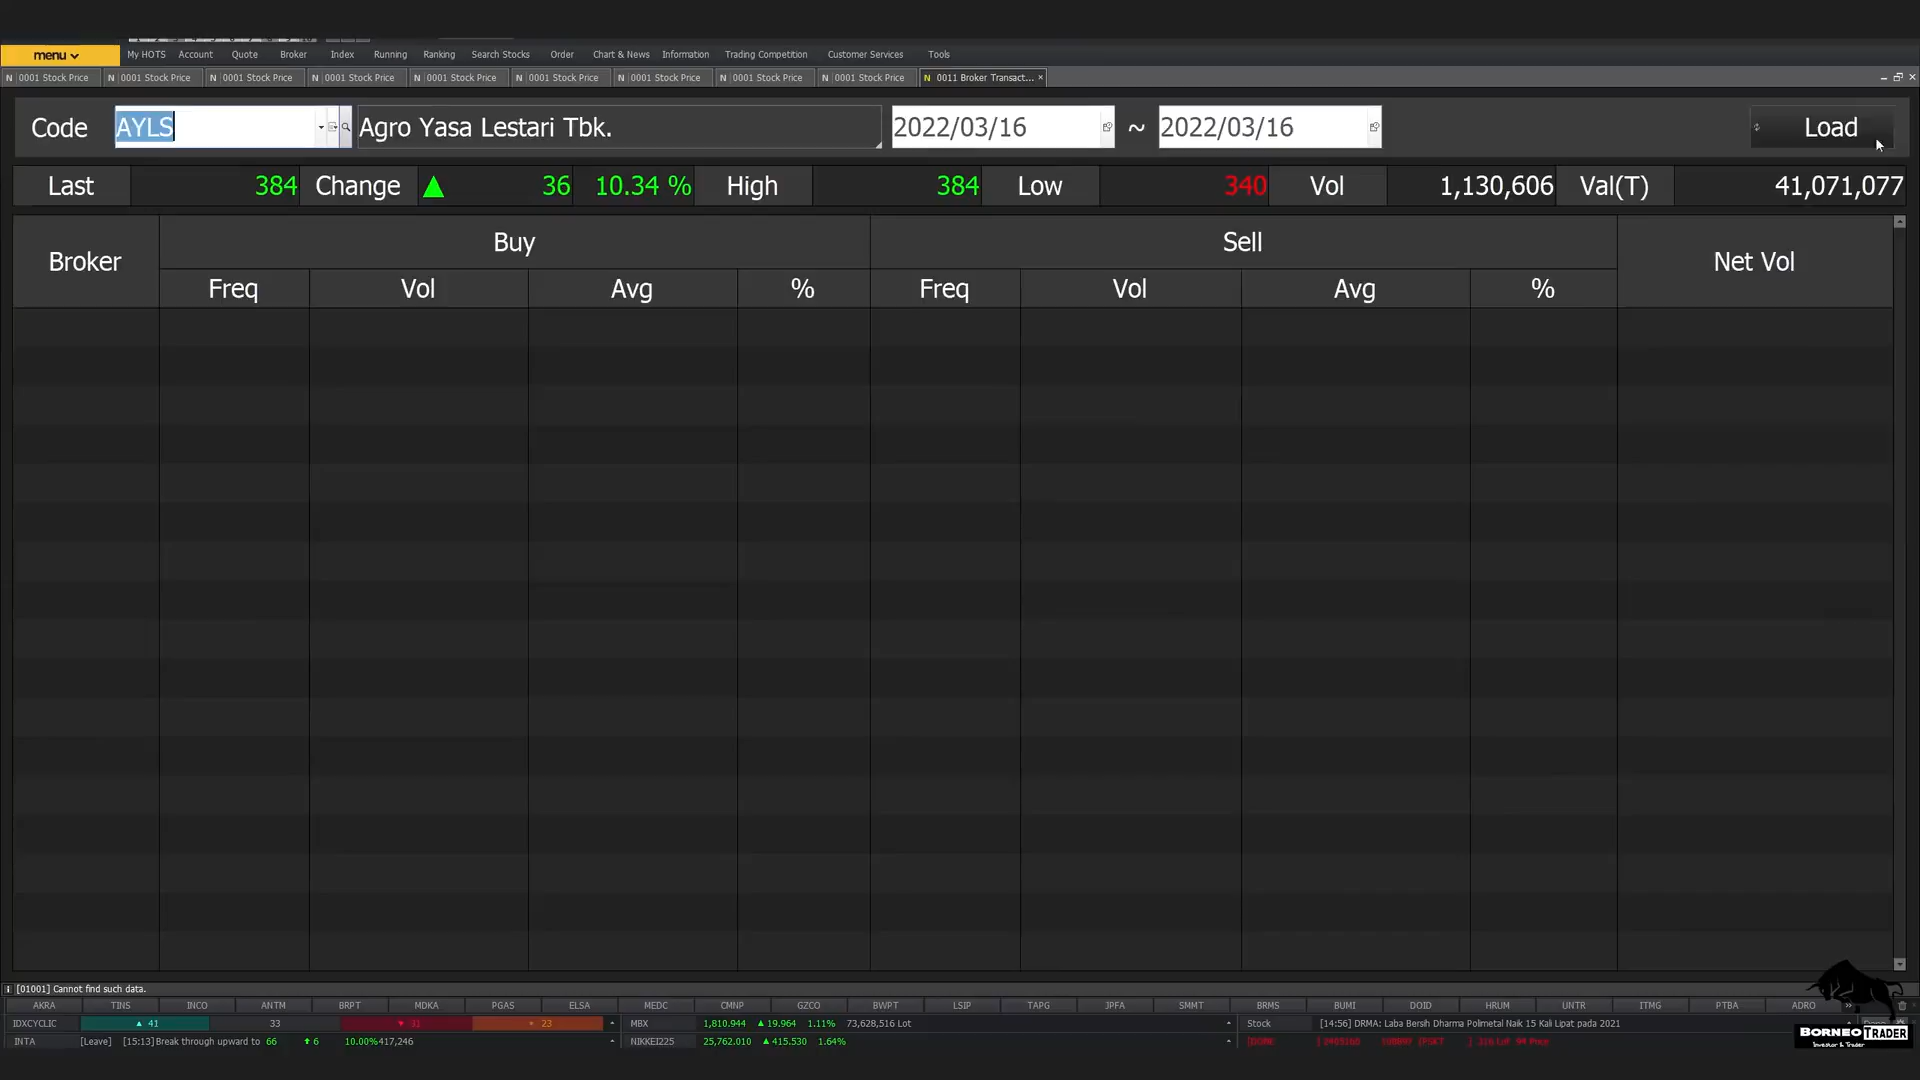 menu My HOTS Account Quote Broker Index Running Ranking Search Stocks Order Chart & News Information Trading Competition Customer Services Tools
N 0001 Stock Price N 0001 Stock Price N 0001 Stock Price N 0001 Stock Price N 0001 Stock Price N 0001 Stock Price N 0001 Stock Price N 0001 Stock Price N 0001 Stock Price N 0011 Broker Transact... ×
Code AYLS Agro Yasa Lestari Tbk. 2022/03/16 ~ 2022/03/16 Load
Last 384 Change ▲ 36 10.34 % High 384 Low 340 Vol 1,130,606 Val(T) 41,071,077
Broker Buy Sell Net Vol
Freq Vol Avg % Freq Vol Avg %
[01001] Cannot find such data.
AKRA TINS INCO ANTM BRPT MDKA PGAS ELSA MEDC CMNP GZCO BWPT LSIP TAPG JPFA SMMT BRMS BUMI DOID HRUM UNTR ITMG PTBA ADRO
IDXCYCLIC ▲ 41 33 ▼ 31 23 MBX 1,810.944 ▲ 19.964 1.11% 73,628,516 Lot Stock [14:56] DRMA: Laba Bersih Dharma Polimetal Naik 15 Kali Lipat pada 2021
INTA [Leave] [15:13]Break through upward to 66 6 10.00% 417,246 NIKKEI225 25,762.010 ▲ 415.530 1.64%
BORNEO TRADER
Investor & Trader